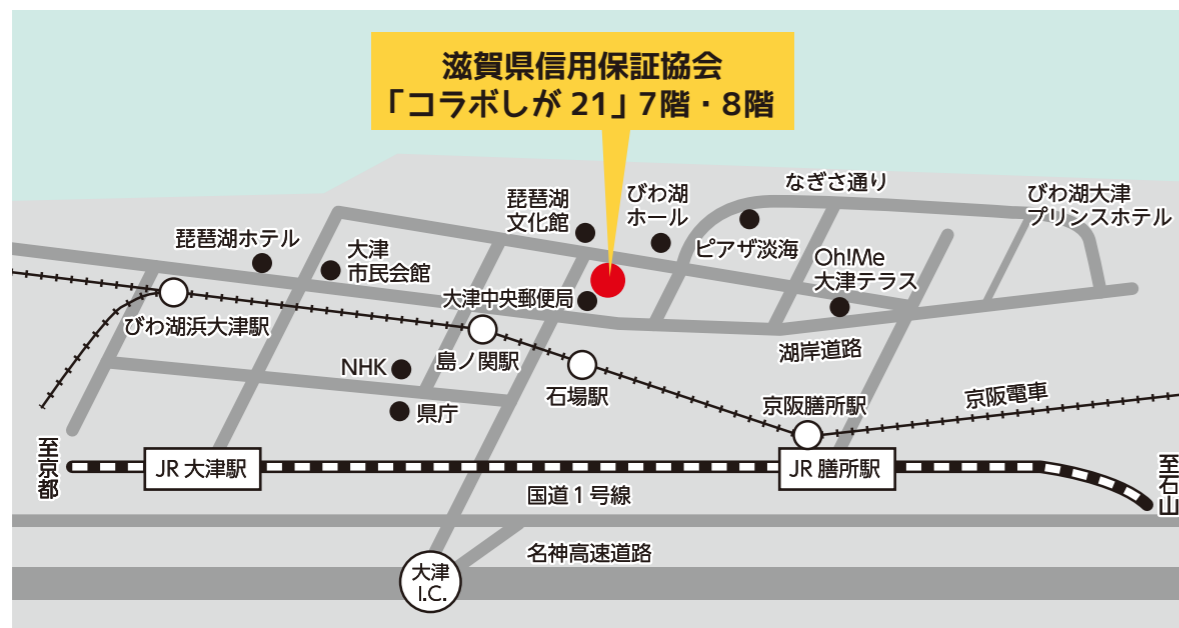 滋賀県信用保証協会
「コラボしが 21」7階・8階
なぎさ通り
びわ湖大津
プリンスホテル
琵琶湖
文化館
びわ湖
ホール
ピアザ淡海
琵琶湖ホテル
大津
市民会館
Oh!Me
大津テラス
大津中央郵便局
びわ湖浜大津駅
島ノ関駅
湖岸道路
NHK
石場駅
県庁
京阪膳所駅
京阪電車
至京都
JR 大津駅
JR 膳所駅
至石山
国道1号線
名神高速道路
大津
I.C.